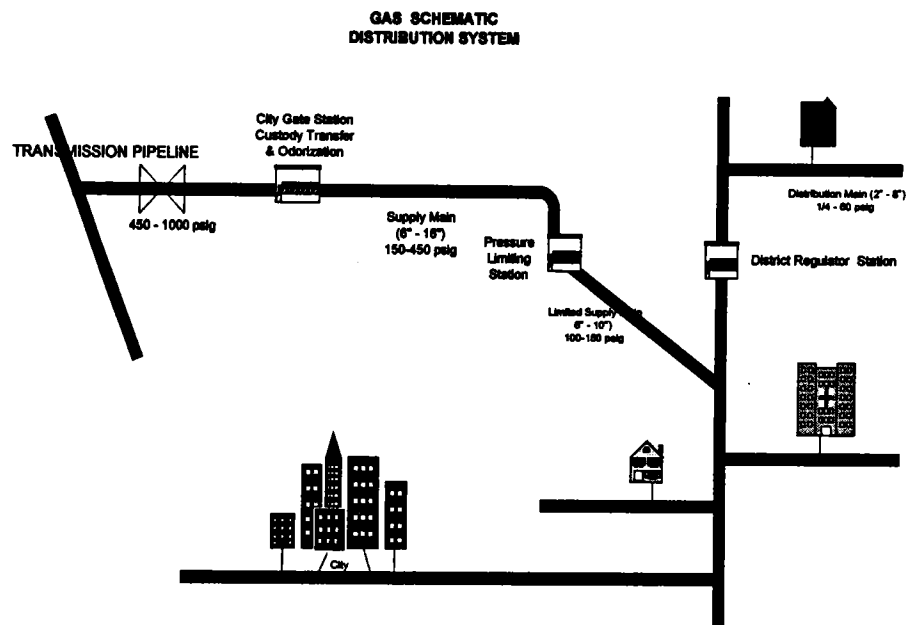 GAS SCHEMATIC
DISTRIBUTION SYSTEM
City Gate Station
Custody Transfer
& Odorization
TRANSMISSION PIPELINE
450 - 1000 psig
Supply Main
(6" - 16")
150-450 psig
Pressure
Limiting
Station
Distribution Main (2" - 8")
1/4 - 60 psig
District Regulator Station
Limited Supply
6" - 10")
100-150 psig
City